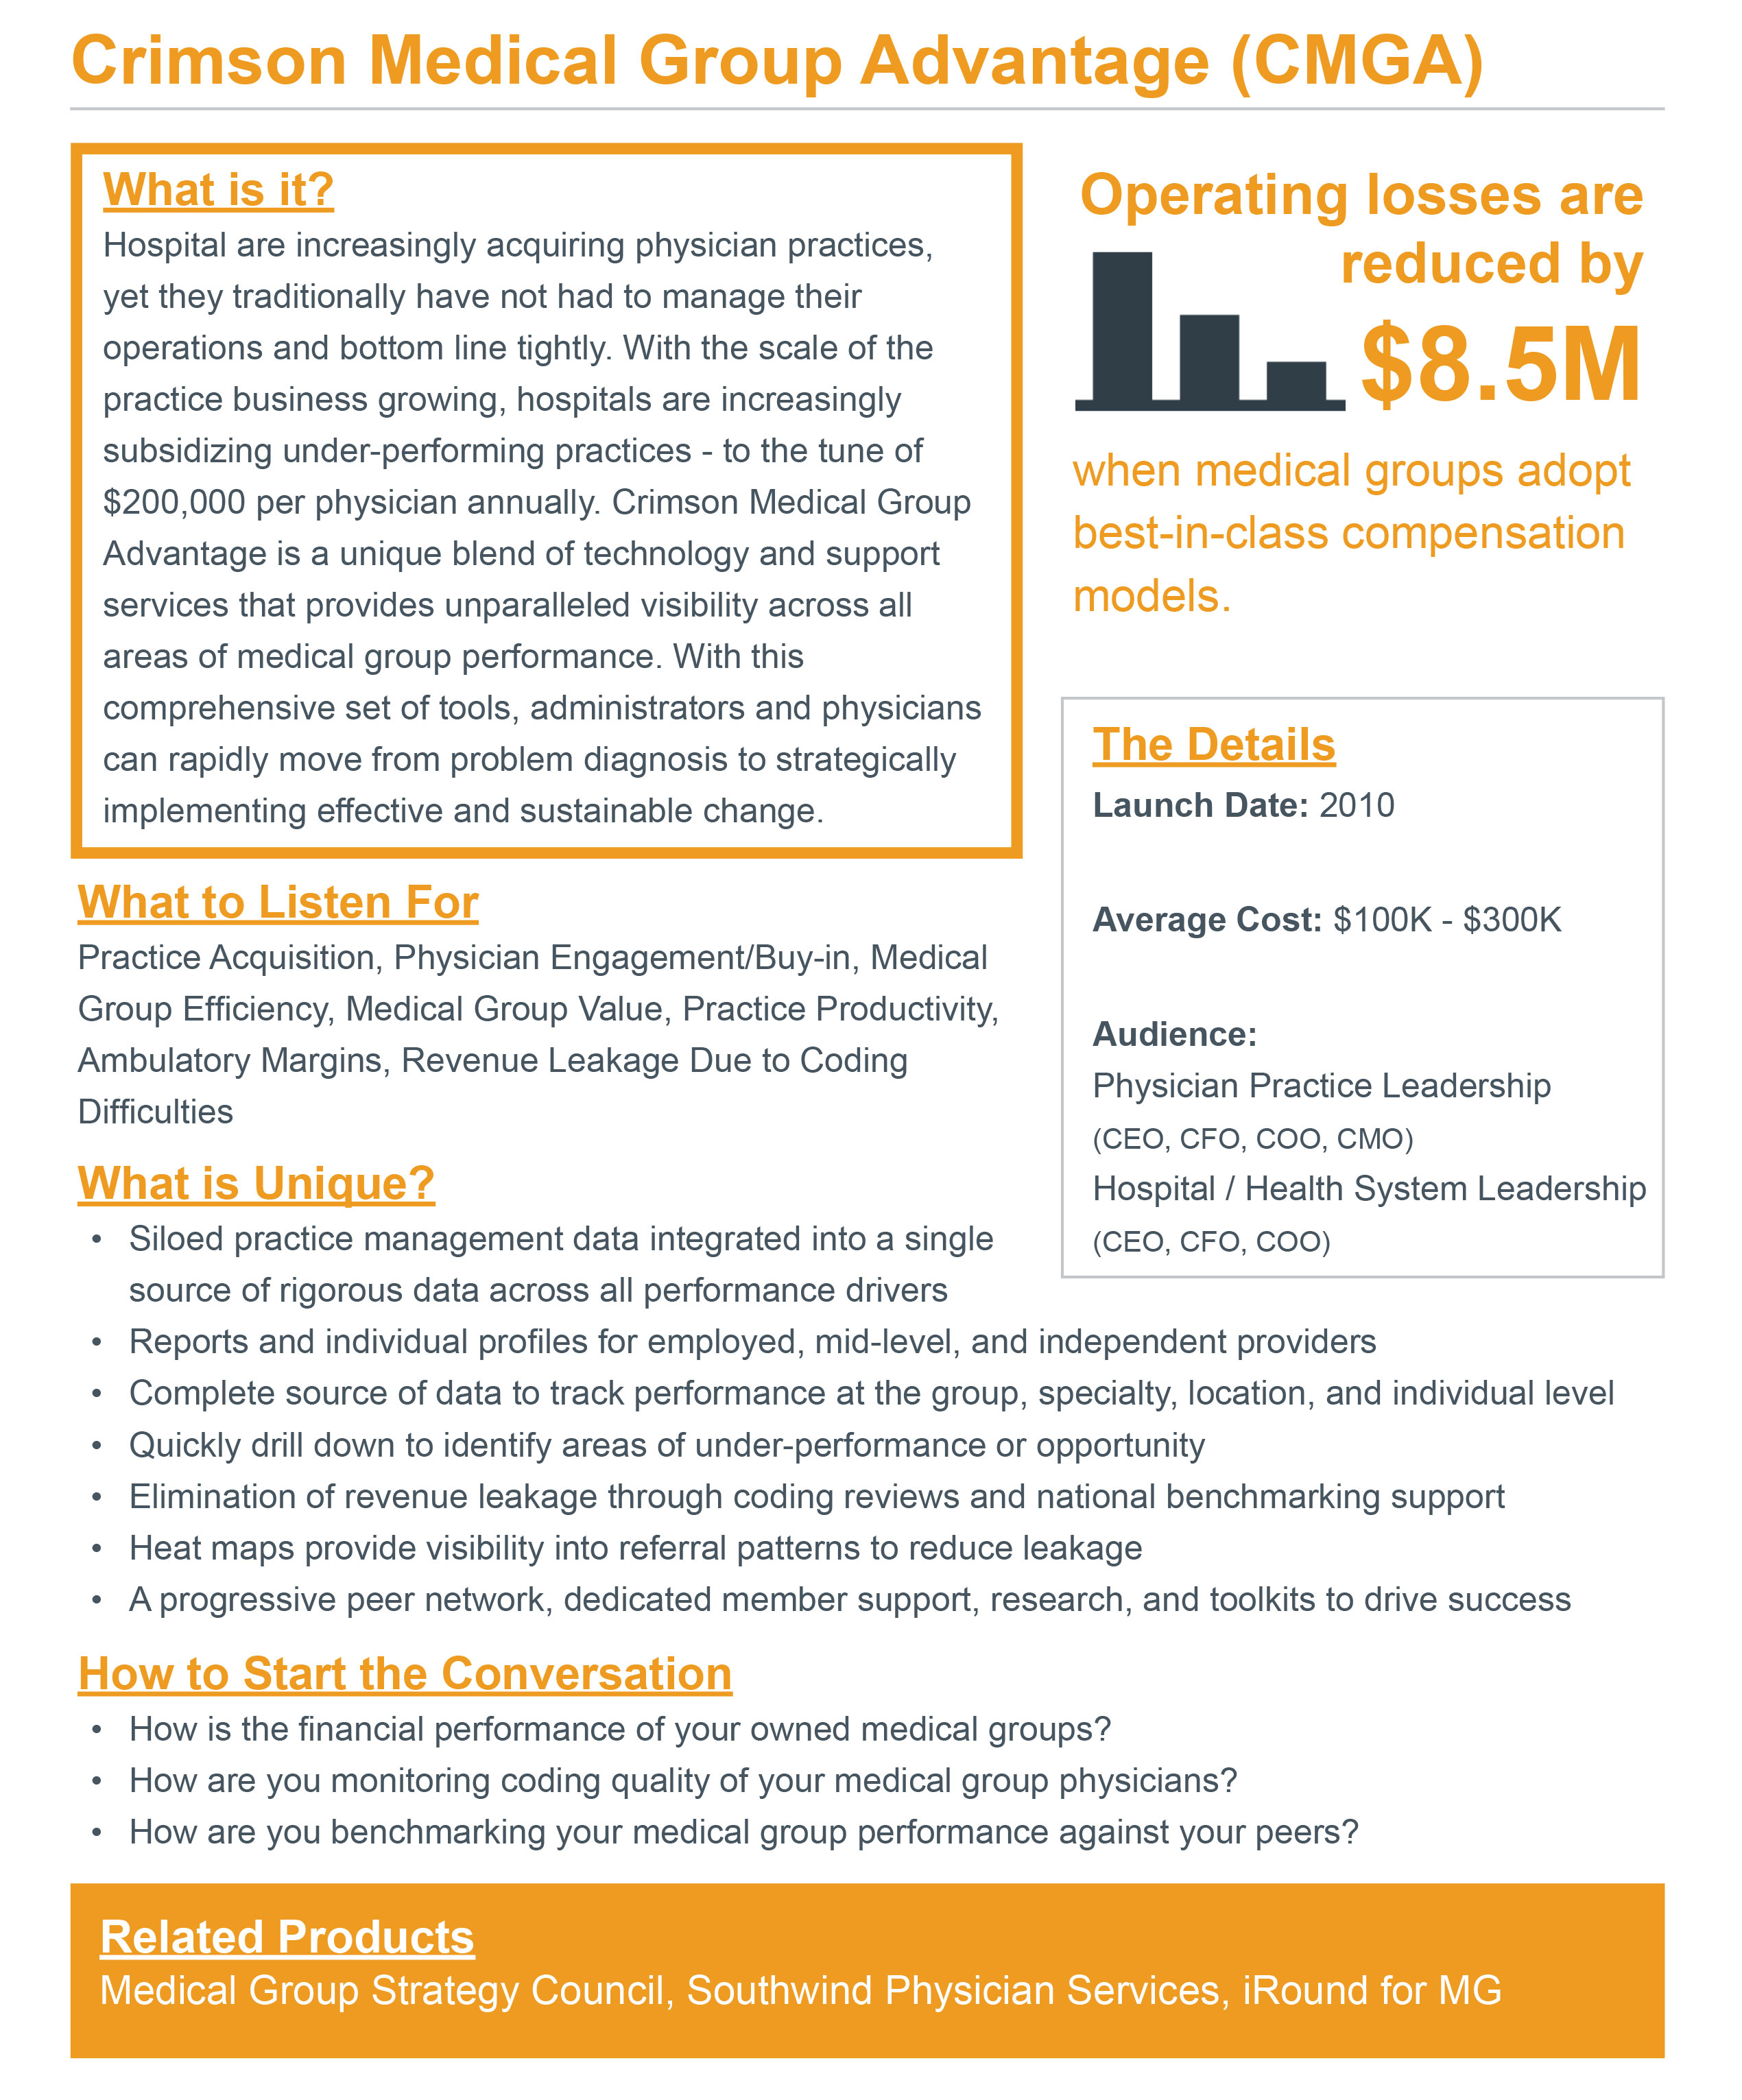 Crimson Medical Group Advantage (CMGA)
What is it?
Hospital are increasingly acquiring physician practices,
yet they traditionally have not had to manage their
operations and bottom line tightly. With the scale of the
practice business growing, hospitals are increasingly
subsidizing under-performing practices - to the tune of
$200,000 per physician annually. Crimson Medical Group
Advantage is a unique blend of technology and support
services that provides unparalleled visibility across all
areas of medical group performance. With this
comprehensive set of tools, administrators and physicians
can rapidly move from problem diagnosis to strategically
implementing effective and sustainable change.
Operating losses are
reduced by
$8.5M
when medical groups adopt
best-in-class compensation
models.
The Details
Launch Date: 2010
Average Cost: $100K - $300K
Audience:
Physician Practice Leadership
(CEO, CFO, COO, CMO)
Hospital / Health System Leadership
(CEO, CFO, COO)
What to Listen For
Practice Acquisition, Physician Engagement/Buy-in, Medical
Group Efficiency, Medical Group Value, Practice Productivity,
Ambulatory Margins, Revenue Leakage Due to Coding
Difficulties
What is Unique?
• Siloed practice management data integrated into a single
source of rigorous data across all performance drivers
• Reports and individual profiles for employed, mid-level, and independent providers
• Complete source of data to track performance at the group, specialty, location, and individual level
• Quickly drill down to identify areas of under-performance or opportunity
• Elimination of revenue leakage through coding reviews and national benchmarking support
• Heat maps provide visibility into referral patterns to reduce leakage
• A progressive peer network, dedicated member support, research, and toolkits to drive success
How to Start the Conversation
• How is the financial performance of your owned medical groups?
• How are you monitoring coding quality of your medical group physicians?
• How are you benchmarking your medical group performance against your peers?
Related Products
Medical Group Strategy Council, Southwind Physician Services, iRound for MG